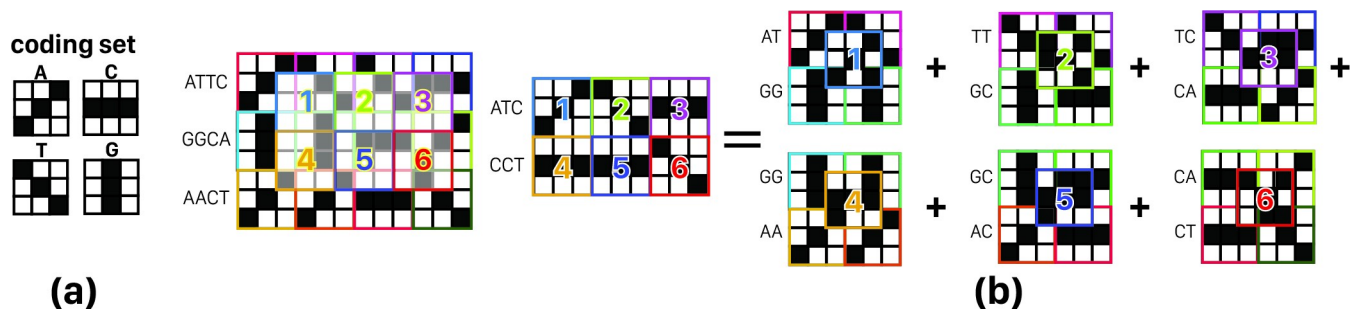 coding set
A C
T G
(a)
ATTC
GGCA
AACT
1 2 3
4 5 6
ATC
CCT
1 2 3
4 5 6
=
AT
GG
1
+
TT
GC
2
+
TC
CA
3
+
GG
AA
4
+
GC
AC
5
+
CA
CT
6
(b)